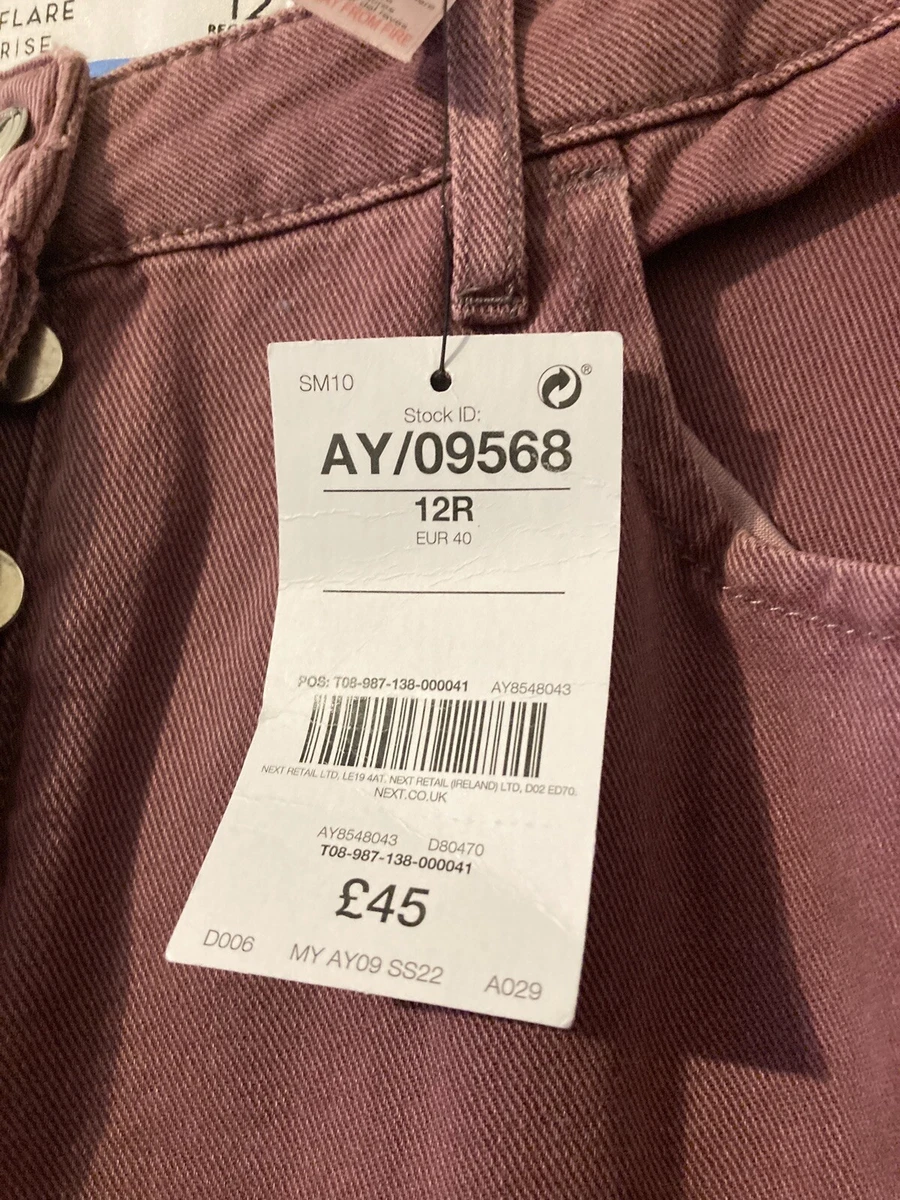 FLARE
RISE
12
FROM FIRE
SM10
®
Stock ID:
AY/09568
12R
EUR 40
POS: T08-987-138-000041 AY8548043
NEXT RETAIL LTD, LE19 4AT. NEXT RETAIL (IRELAND) LTD, D02 ED70.
NEXT.CO.UK
AY8548043 D80470
T08-987-138-000041
£45
D006 MY AY09 SS22 A029